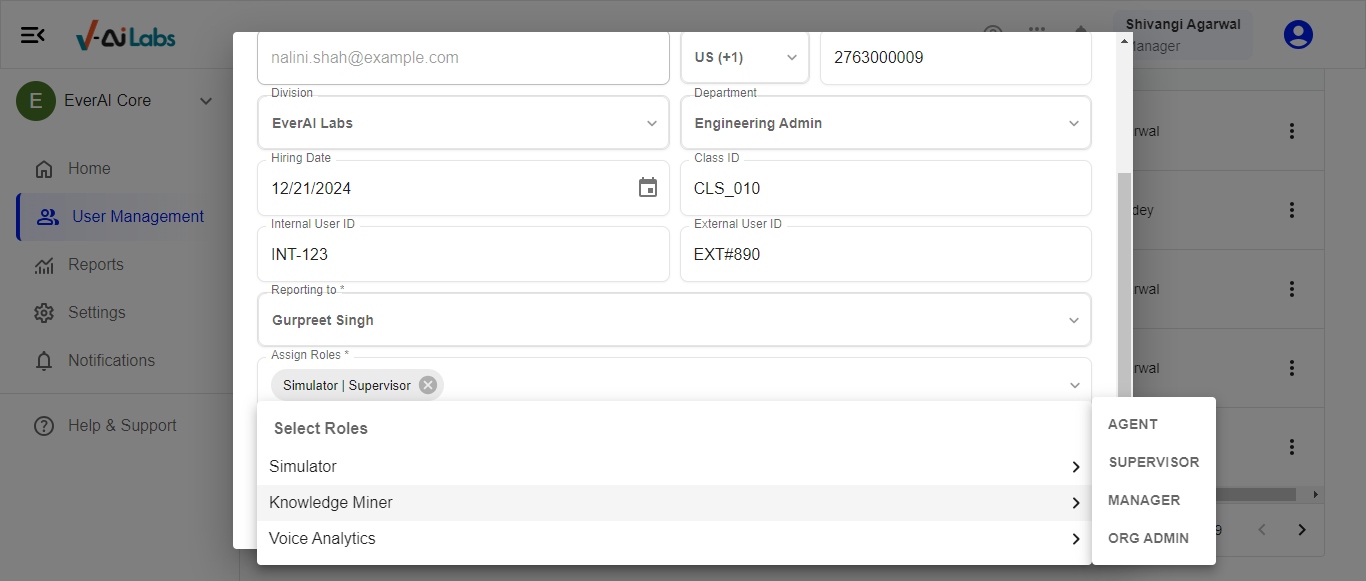 Shivangi Agarwal
Manager
AiLabs
E
EverAI Core
Home
User Management
Reports
Settings
Notifications
Help & Support
nalini.shah@example.com
US (+1)
2763000009
Division
EverAI Labs
Department
Engineering Admin
Hiring Date
12/21/2024
Class ID
CLS_010
Internal User ID
INT-123
External User ID
EXT#890
Reporting to *
Gurpreet Singh
Assign Roles *
Simulator | Supervisor
Select Roles
Simulator
Knowledge Miner
Voice Analytics
AGENT
SUPERVISOR
MANAGER
ORG ADMIN
rwal
dey
rwal
rwal
9